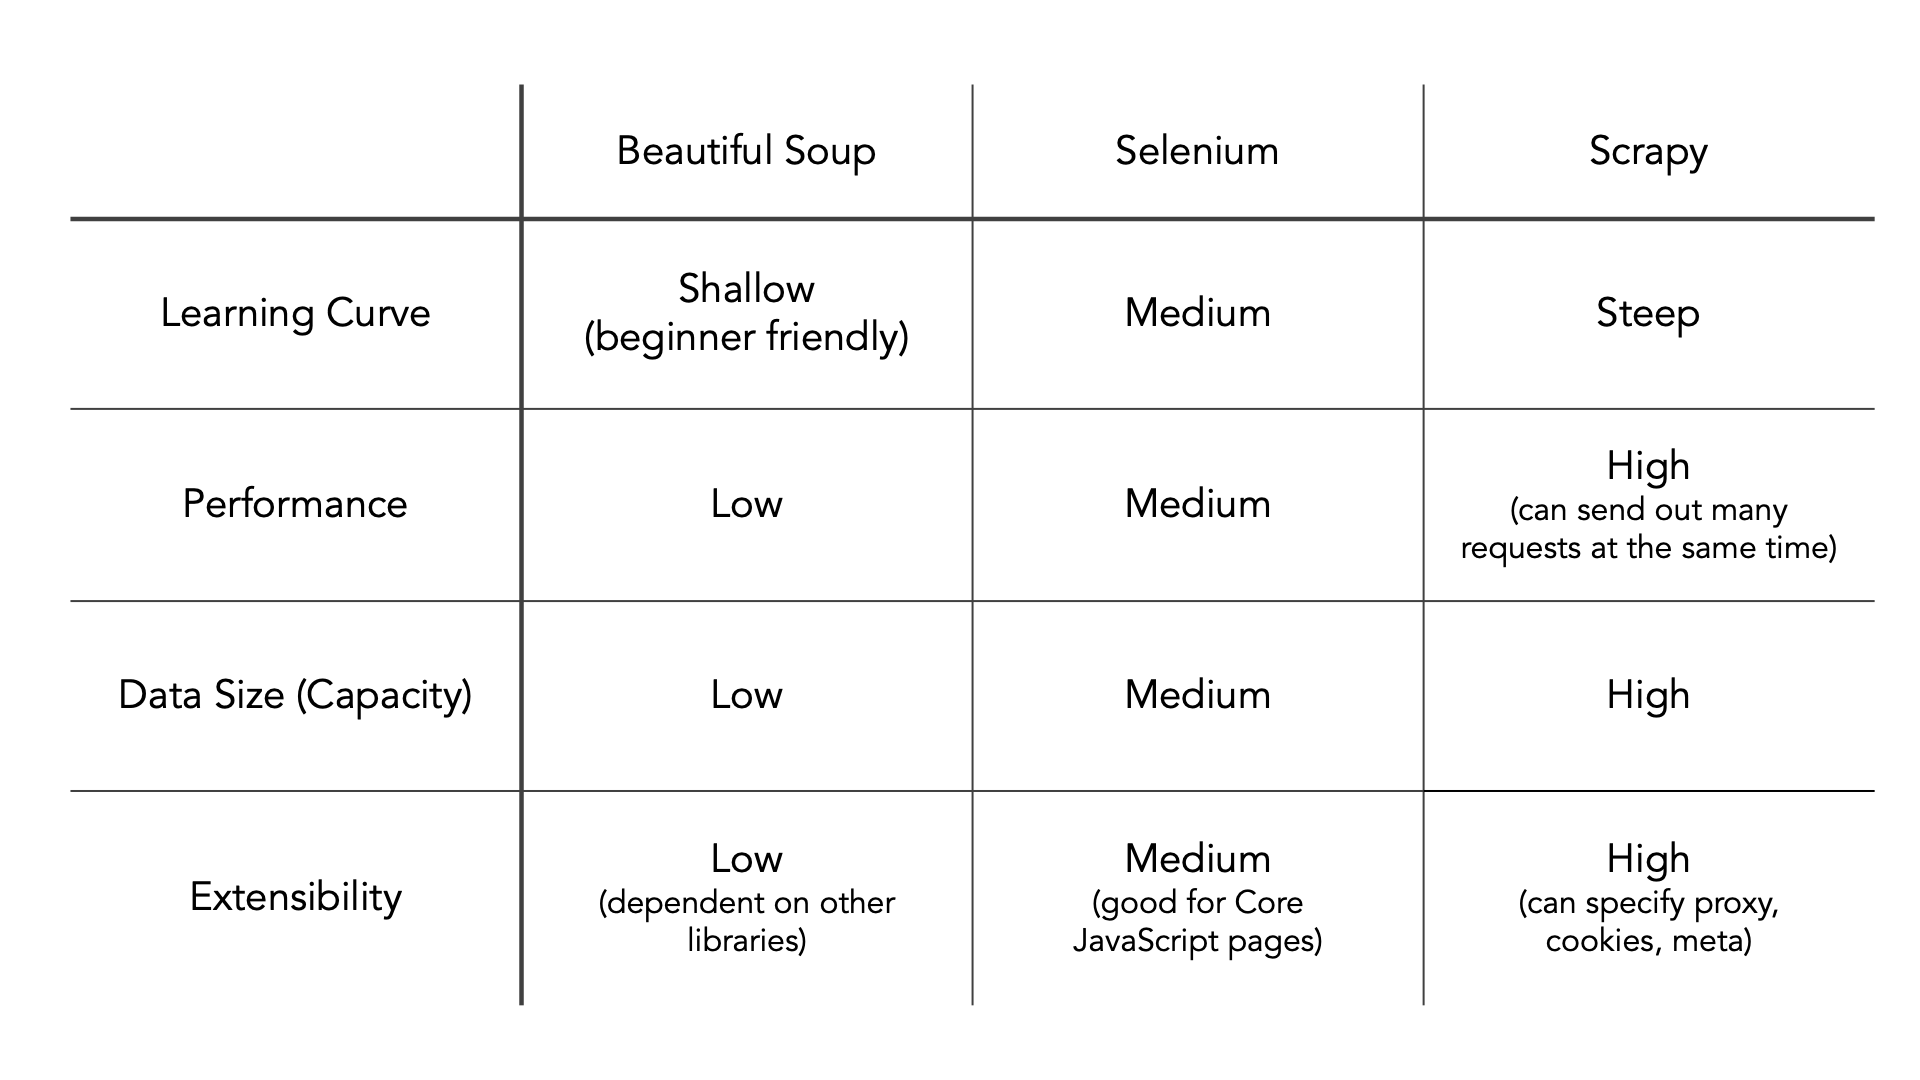 Beautiful Soup
Selenium
Scrapy
Learning Curve
Shallow
(beginner friendly)
Medium
Steep
Performance
Low
Medium
High
(can send out many
requests at the same time)
Data Size (Capacity)
Low
Medium
High
Extensibility
Low
(dependent on other
libraries)
Medium
(good for Core
JavaScript pages)
High
(can specify proxy,
cookies, meta)